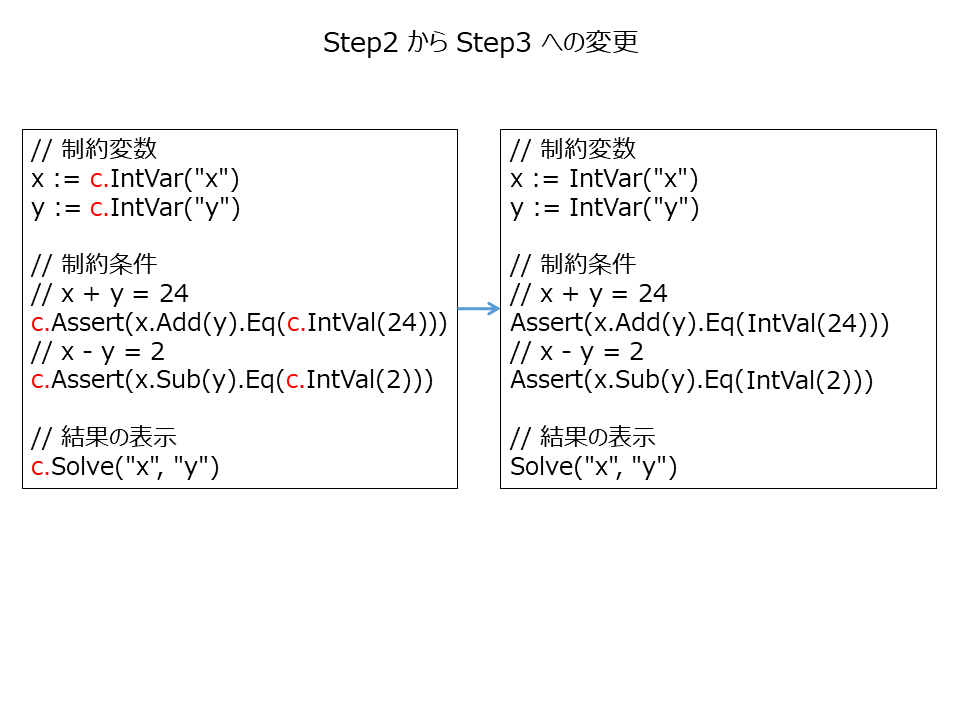 Step2 から Step3 への変更
// 制約変数
x := c.IntVar("x")
y := c.IntVar("y")
// 制約条件
// x + y = 24
c.Assert(x.Add(y).Eq(c.IntVal(24)))
// x - y = 2
c.Assert(x.Sub(y).Eq(c.IntVal(2)))
// 結果の表示
c.Solve("x", "y")
// 制約変数
x := IntVar("x")
y := IntVar("y")
// 制約条件
// x + y = 24
Assert(x.Add(y).Eq(IntVal(24)))
// x - y = 2
Assert(x.Sub(y).Eq(IntVal(2)))
// 結果の表示
Solve("x", "y")